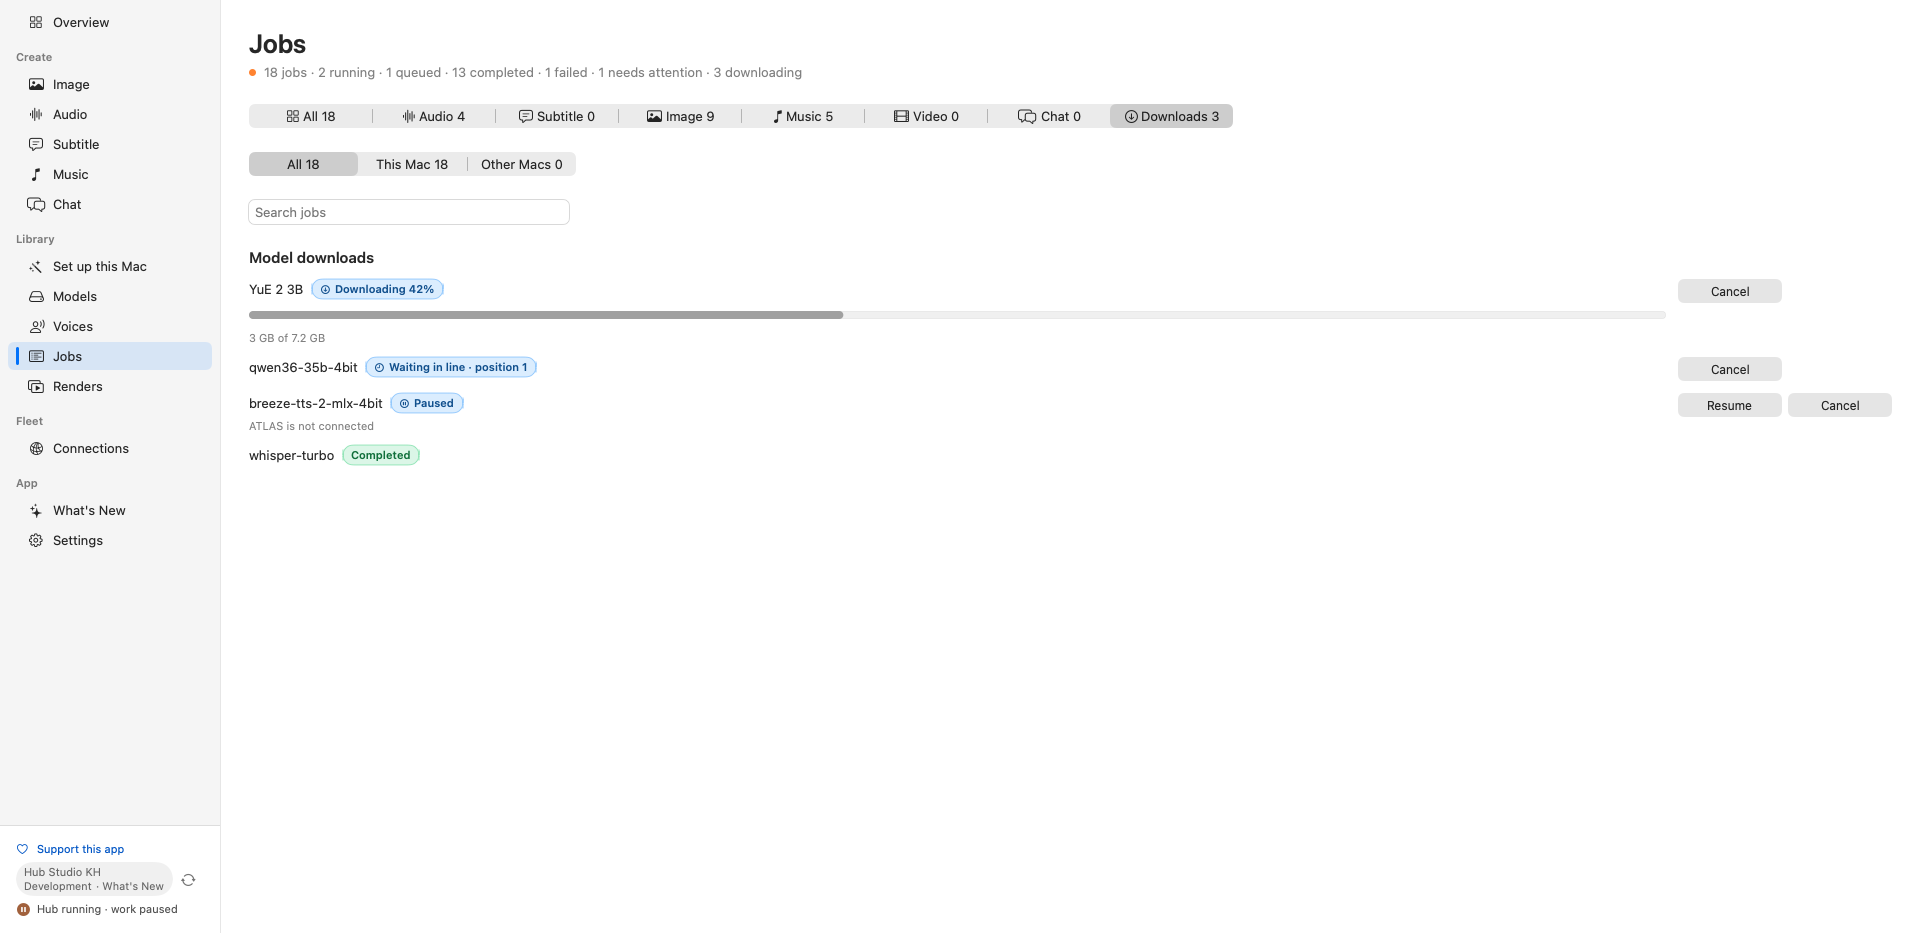 Overview
Create
Image
Audio
Subtitle
Music
Chat
Library
Set up this Mac
Models
Voices
Jobs
Renders
Fleet
Connections
App
What's New
Settings
Support this app
Hub Studio KH
Development · What's New
Hub running · work paused
Jobs
18 jobs · 2 running · 1 queued · 13 completed · 1 failed · 1 needs attention · 3 downloading
All 18 Audio 4 Subtitle 0 Image 9 Music 5 Video 0 Chat 0 Downloads 3
All 18 This Mac 18 Other Macs 0
Search jobs
Model downloads
YuE 2 3B Downloading 42% Cancel
3 GB of 7.2 GB
qwen36-35b-4bit Waiting in line · position 1 Cancel
breeze-tts-2-mlx-4bit Paused Resume Cancel
ATLAS is not connected
whisper-turbo Completed